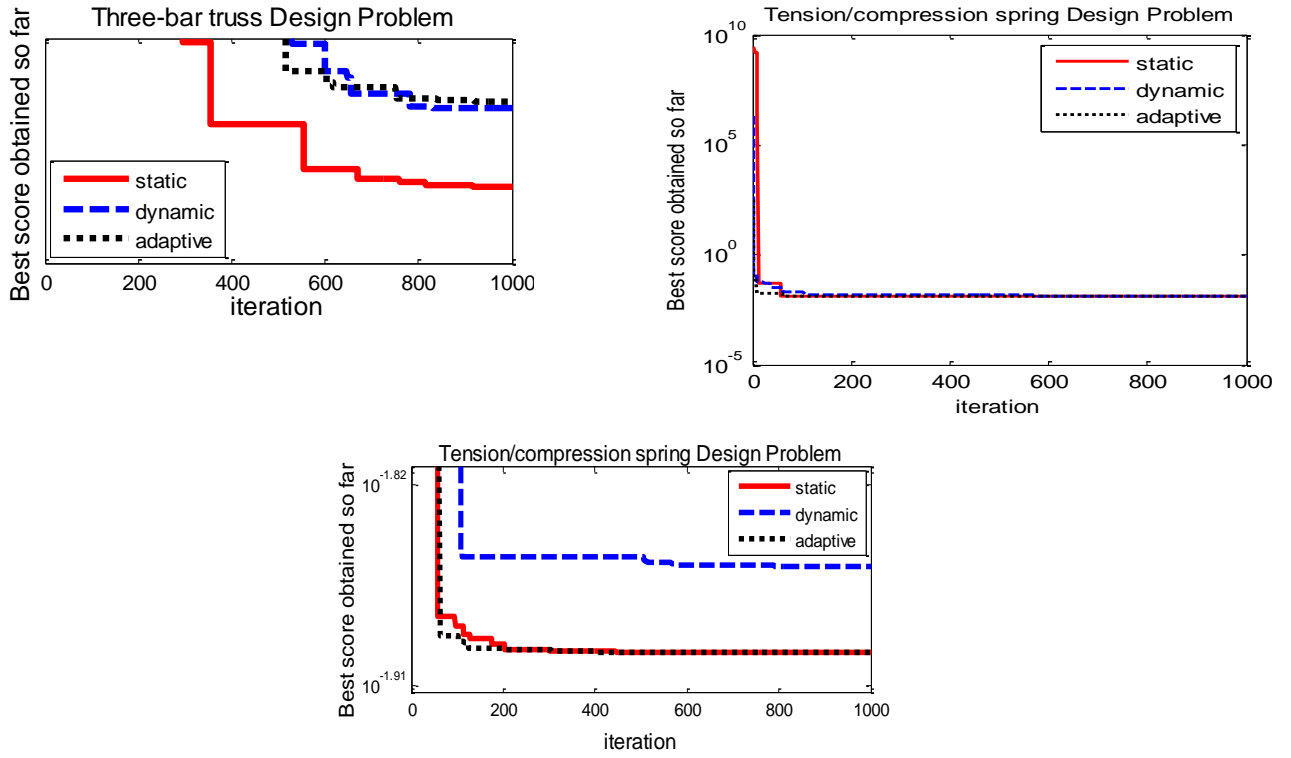 Three-bar truss Design Problem
Best score obtained so far
static
dynamic
adaptive
0 200 400 600 800 1000
iteration
Tension/compression spring Design Problem
Best score obtained so far
10^10
10^5
10^0
10^-5
static
dynamic
adaptive
0 200 400 600 800 1000
iteration
Tension/compression spring Design Problem
Best score obtained so far
10^-1.82
10^-1.91
static
dynamic
adaptive
0 200 400 600 800 1000
iteration